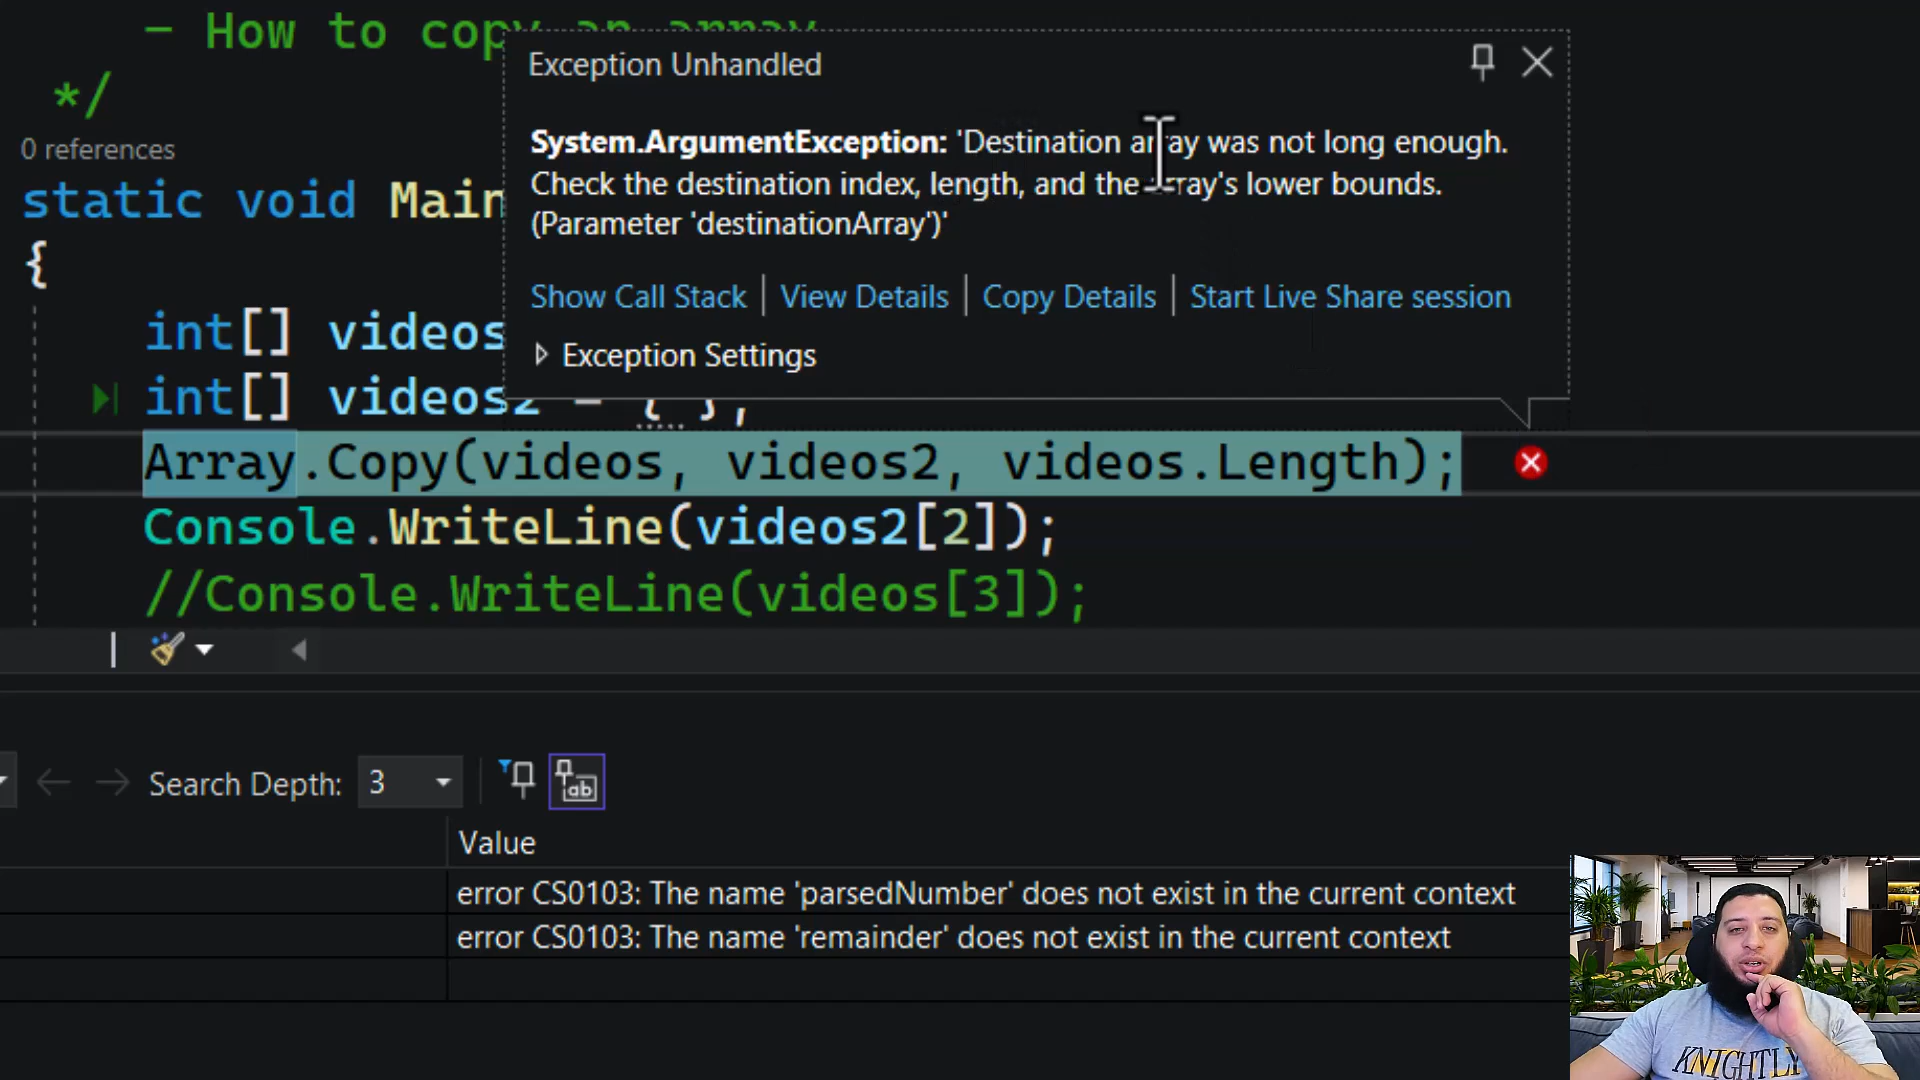 - How to copy an array
*/
0 references
static void Main
{
int[] videos
int[] videos2 = { };
Array.Copy(videos, videos2, videos.Length);
Console.WriteLine(videos2[2]);
//Console.WriteLine(videos[3]);
Exception Unhandled
System.ArgumentException: 'Destination array was not long enough.
Check the destination index, length, and the array's lower bounds.
(Parameter 'destinationArray')'
Show Call Stack | View Details | Copy Details | Start Live Share session
Exception Settings
Search Depth: 3
Value
error CS0103: The name 'parsedNumber' does not exist in the current context
error CS0103: The name 'remainder' does not exist in the current context
KNIGHTLY